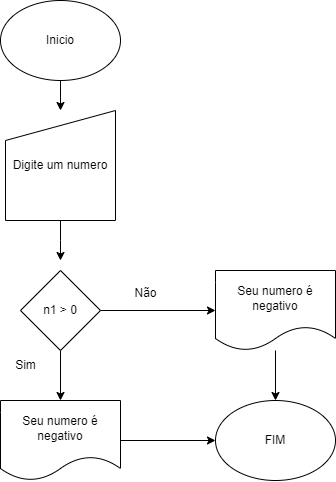 Inicio
Digite um numero
n1 > 0
Não
Seu numero é
negativo
Sim
Seu numero é
negativo
FIM